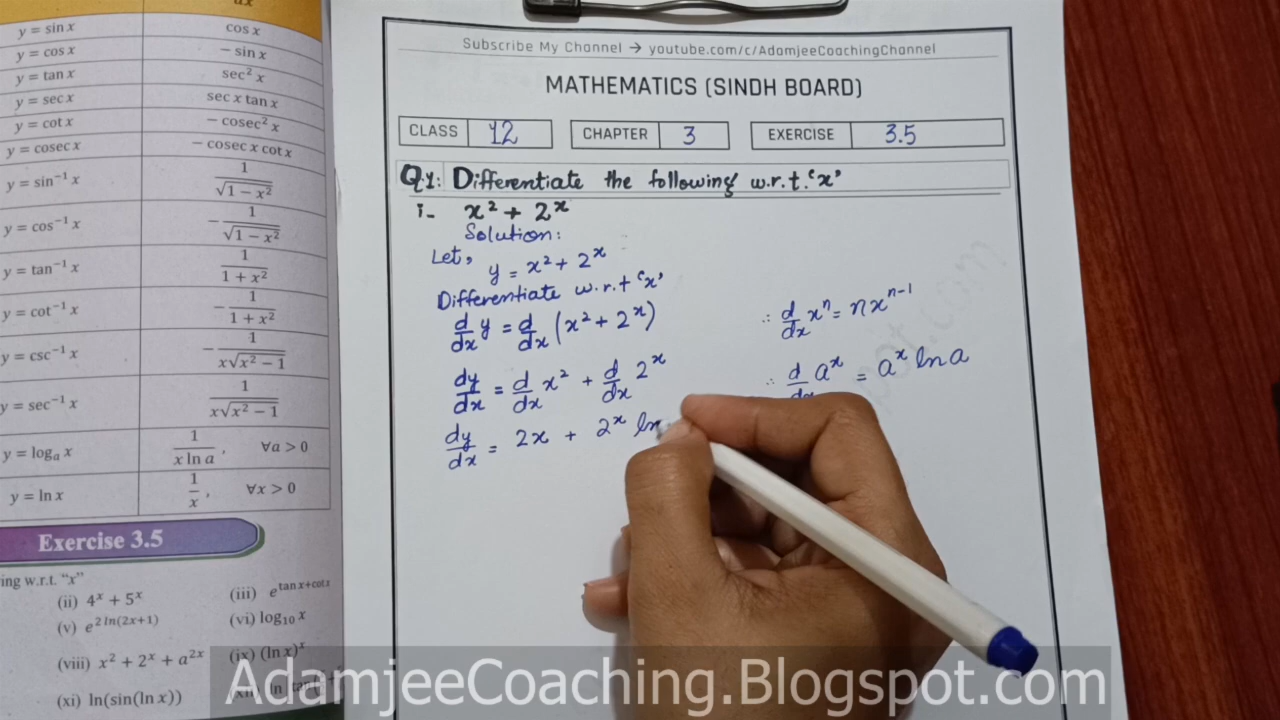 dx
y = sin x cos x
y = cos x − sin x
y = tan x sec² x
y = sec x sec x tan x
y = cot x − cosec² x
y = cosec x − cosec x cot x
y = sin⁻¹ x 1/√(1 − x²)
y = cos⁻¹ x −1/√(1 − x²)
y = tan⁻¹ x 1/(1 + x²)
y = cot⁻¹ x −1/(1 + x²)
y = csc⁻¹ x −1/(x√(x² − 1))
y = sec⁻¹ x 1/(x√(x² − 1))
y = logₐ x 1/(x ln a), ∀a > 0
y = ln x 1/x, ∀x > 0
Exercise 3.5
ing w.r.t. “x”
(ii) 4ˣ + 5ˣ (iii) e^(tan x+cot x)
(v) e^(2 ln(2x+1)) (vi) log₁₀ x
(viii) x² + 2ˣ + a²ˣ (ix) (ln x)ˣ
(xi) ln(sin(ln x))
Subscribe My Channel → youtube.com/c/AdamjeeCoachingChannel
MATHEMATICS (SINDH BOARD)
CLASS 12 CHAPTER 3 EXERCISE 3.5
Q1: Differentiate the following w.r.t. ‘x’
i- x² + 2ˣ
Solution:
Let, y = x² + 2ˣ
Differentiate w.r.t ‘x’
d/dx y = d/dx (x² + 2ˣ) ∵ d/dx xⁿ = nxⁿ⁻¹
dy/dx = d/dx x² + d/dx 2ˣ ∵ d/dx aˣ = aˣ ln a
dy/dx = 2x + 2ˣ ln
AdamjeeCoaching.Blogspot.com